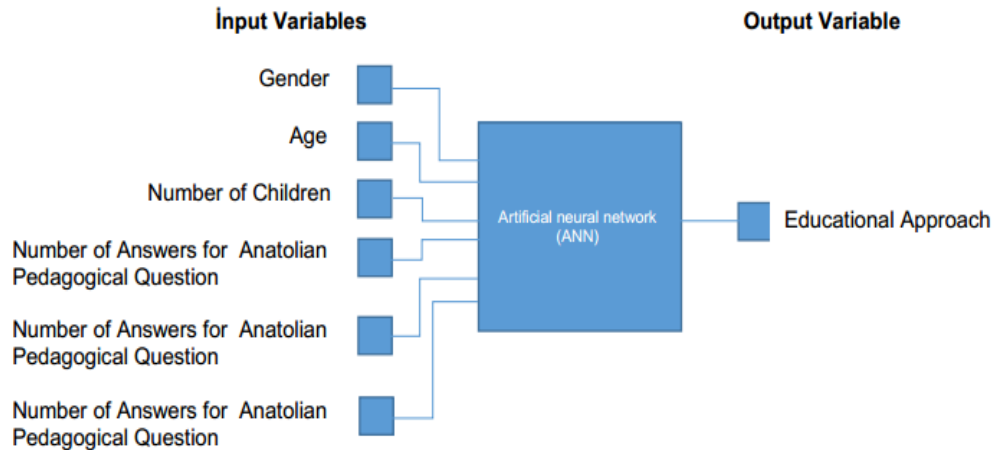 İnput Variables
Output Variable
Gender
Age
Number of Children
Number of Answers for Anatolian
Pedagogical Question
Number of Answers for Anatolian
Pedagogical Question
Number of Answers for Anatolian
Pedagogical Question
Artificial neural network
(ANN)
Educational Approach